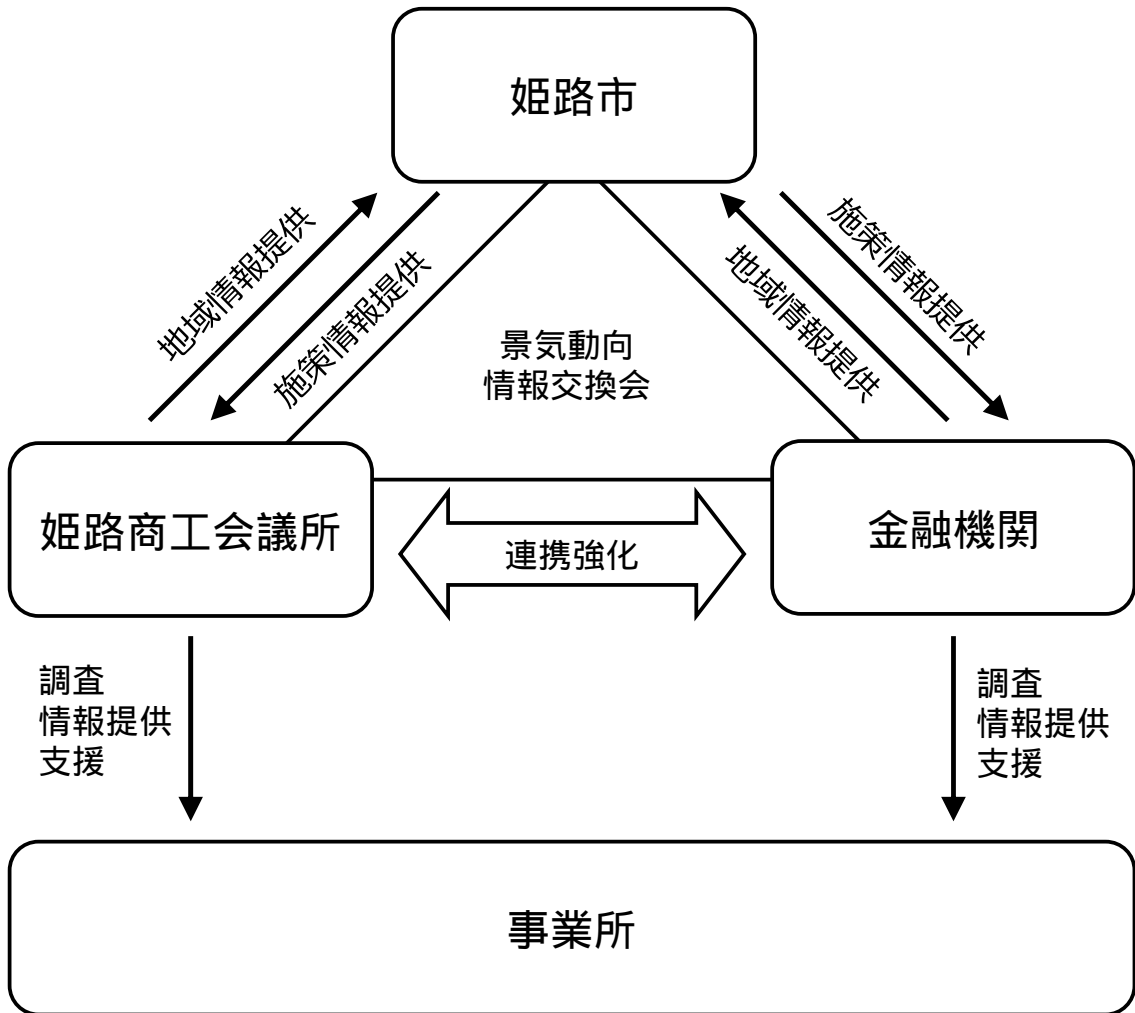 姫路市
地域情報提供
施策情報提供
地域情報提供
施策情報提供
景気動向
情報交換会
姫路商工会議所
連携強化
金融機関
調査
情報提供
支援
調査
情報提供
支援
事業所